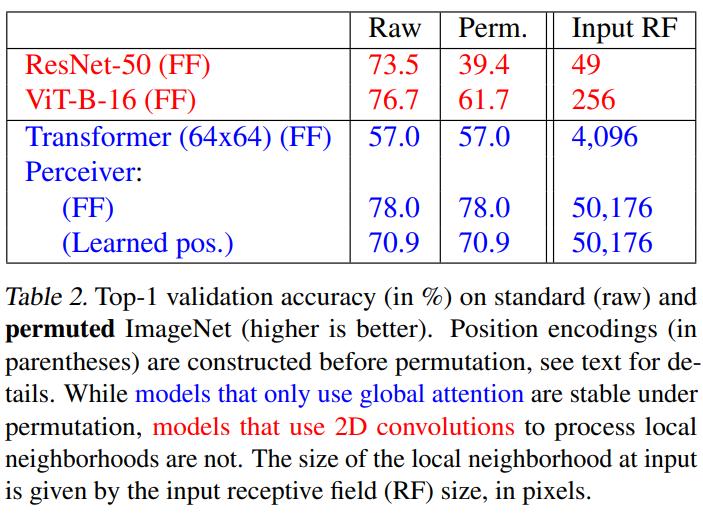 Raw Perm. Input RF
ResNet-50 (FF) 73.5 39.4 49
ViT-B-16 (FF) 76.7 61.7 256
Transformer (64x64) (FF) 57.0 57.0 4,096
Perceiver:
(FF) 78.0 78.0 50,176
(Learned pos.) 70.9 70.9 50,176
Table 2. Top-1 validation accuracy (in %) on standard (raw) and
permuted ImageNet (higher is better). Position encodings (in
parentheses) are constructed before permutation, see text for de-
tails. While models that only use global attention are stable under
permutation, models that use 2D convolutions to process local
neighborhoods are not. The size of the local neighborhood at input
is given by the input receptive field (RF) size, in pixels.